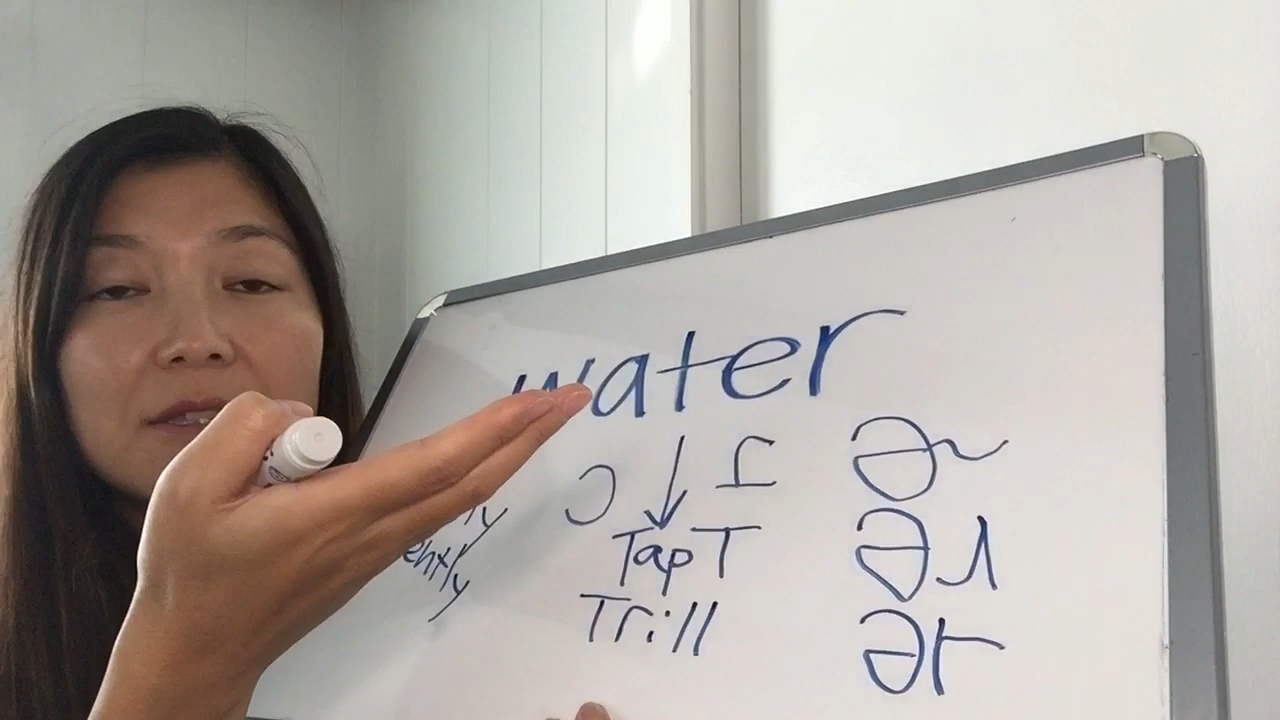 water
ɔ ɾ ɚ
Tap T əɹ
Trill ər